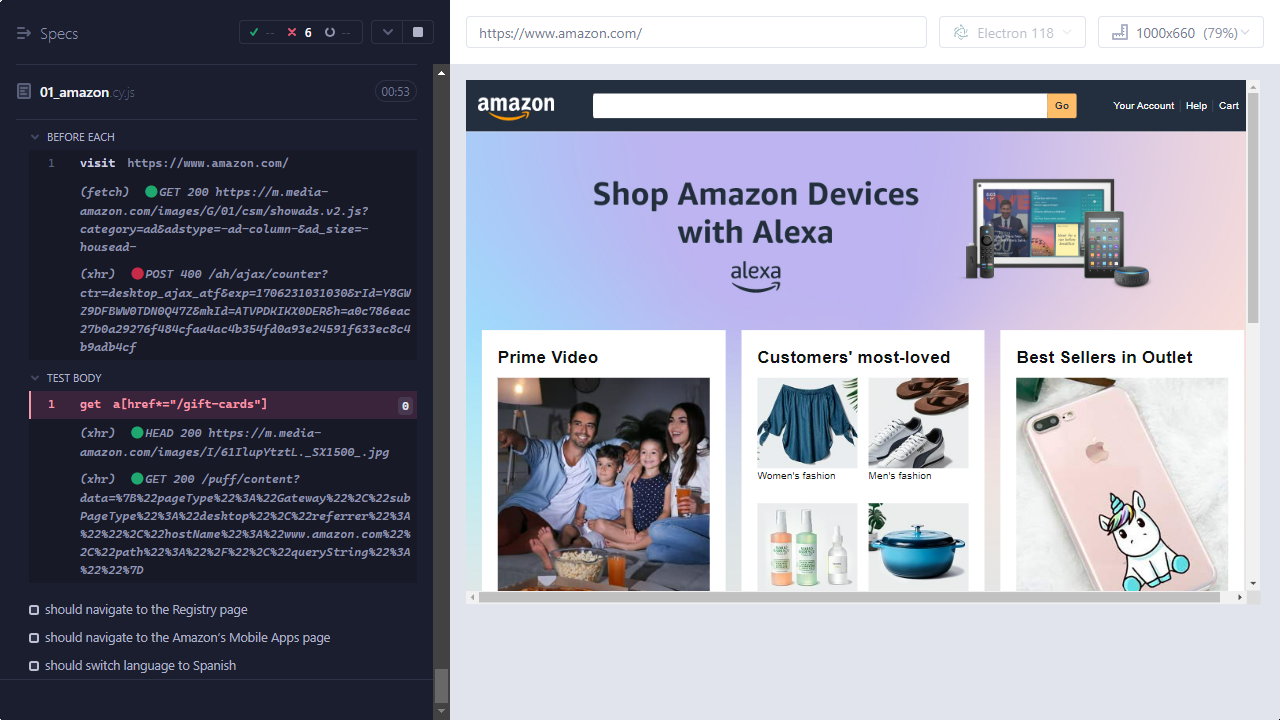 Specs
--
6
--
https://www.amazon.com/
Electron 118
1000x660 (79%)
01_amazon.cy.js
00:53
BEFORE EACH
1 visit https://www.amazon.com/
(fetch) GET 200 https://m.media-
amazon.com/images/G/01/csm/showads.v2.js?
category=ad&adstype=-ad-column-&ad_size=-
housead-
(xhr) POST 400 /ah/ajax/counter?
ctr=desktop_ajax_atf&exp=1706231031030&rId=Y8GW
Z9DFBWW0TDN0Q47Z&mkId=ATVPDKIKX0DER&h=a0c786eac
27b0a29276f484cfaa4ac4b354fd0a93e24591f633ec8c4
b9adb4cf
TEST BODY
1 get a[href*="/gift-cards"] 0
(xhr) HEAD 200 https://m.media-
amazon.com/images/I/61IlupYtztL._SX1500_.jpg
(xhr) GET 200 /puff/content?
data=%7B%22pageType%22%3A%22Gateway%22%2C%22sub
PageType%22%3A%22desktop%22%2C%22referrer%22%3A
%22%22%2C%22hostName%22%3A%22www.amazon.com%22%
2C%22path%22%3A%22%2F%22%2C%22queryString%22%3A
%22%22%7D
should navigate to the Registry page
should navigate to the Amazon's Mobile Apps page
should switch language to Spanish
amazon
Go
Your Account
Help
Cart
Shop Amazon Devices
with Alexa
alexa
Prime Video
Customers' most-loved
Women's fashion
Men's fashion
Best Sellers in Outlet